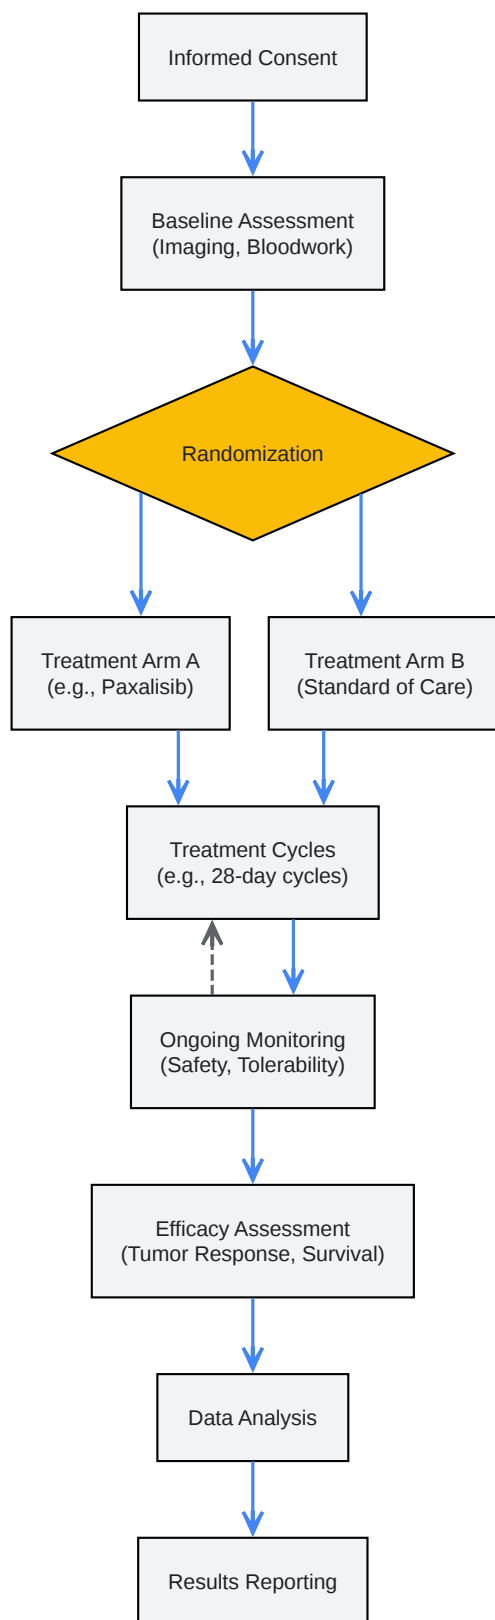 Informed Consent
Baseline Assessment
(Imaging, Bloodwork)
Randomization
Treatment Arm A
(e.g., Paxalisib)
Treatment Arm B
(Standard of Care)
Treatment Cycles
(e.g., 28-day cycles)
Ongoing Monitoring
(Safety, Tolerability)
Efficacy Assessment
(Tumor Response, Survival)
Data Analysis
Results Reporting